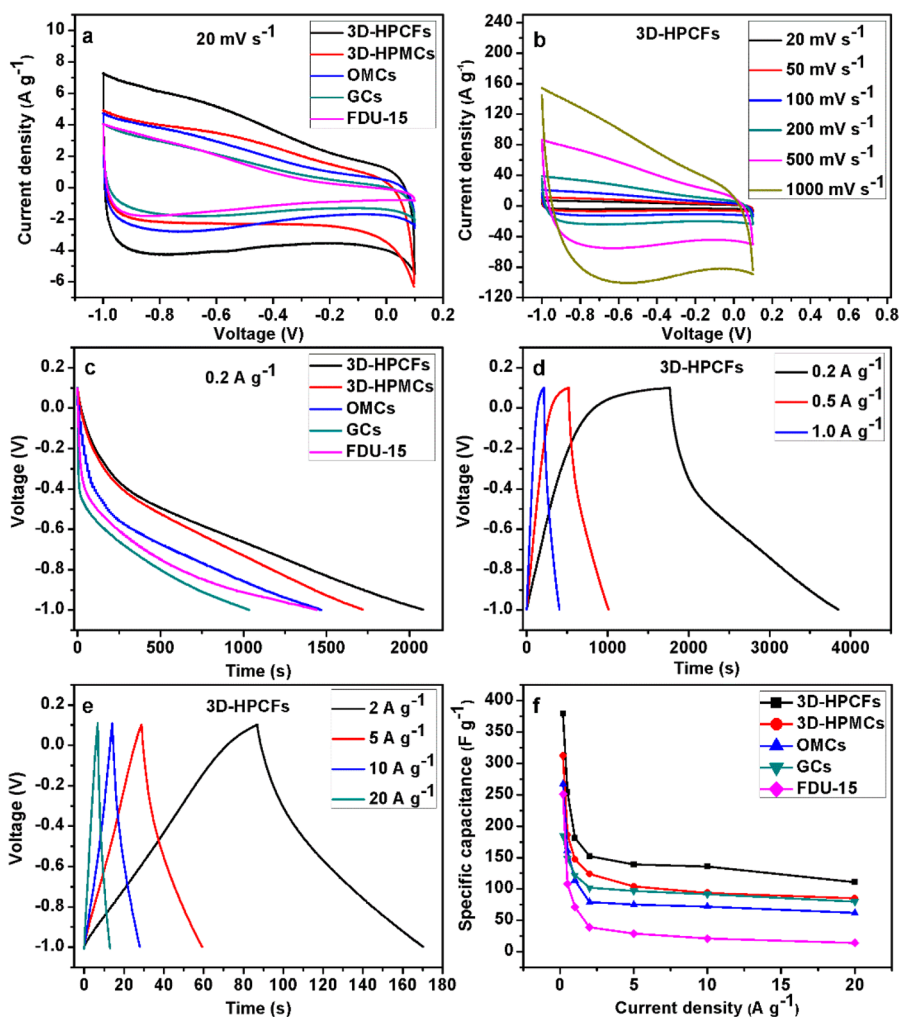 a
20 mV s⁻¹
3D-HPCFs
3D-HPMCs
OMCs
GCs
FDU-15
Current density (A g⁻¹)
8
6
4
2
0
-2
-4
-6
-1.0 -0.8 -0.6 -0.4 -0.2 0.0 0.2 0.4
Voltage (V)
b
3D-HPCFs
20 mV s⁻¹
50 mV s⁻¹
100 mV s⁻¹
200 mV s⁻¹
500 mV s⁻¹
1000 mV s⁻¹
Current density (A g⁻¹)
240
200
160
120
80
40
0
-40
-80
-120
-1.0 -0.8 -0.6 -0.4 -0.2 0.0 0.2 0.4 0.6 0.8
Voltage (V)
c
0.2 A g⁻¹
3D-HPCFs
3D-HPMCs
OMCs
GCs
FDU-15
Voltage (V)
0.2
0.0
-0.2
-0.4
-0.6
-0.8
-1.0
0 500 1000 1500 2000
Time (s)
d
3D-HPCFs
0.2 A g⁻¹
0.5 A g⁻¹
1.0 A g⁻¹
Voltage (V)
0.2
0.0
-0.2
-0.4
-0.6
-0.8
-1.0
0 1000 2000 3000 4000
Time (s)
e
3D-HPCFs
2 A g⁻¹
5 A g⁻¹
10 A g⁻¹
20 A g⁻¹
Voltage (V)
0.2
0.0
-0.2
-0.4
-0.6
-0.8
-1.0
0 20 40 60 80 100 120 140 160 180
Time (s)
f
3D-HPCFs
3D-HPMCs
OMCs
GCs
FDU-15
Specific capacitance (F g⁻¹)
400
350
300
250
200
150
100
50
0
0 5 10 15 20
Current density (A g⁻¹)